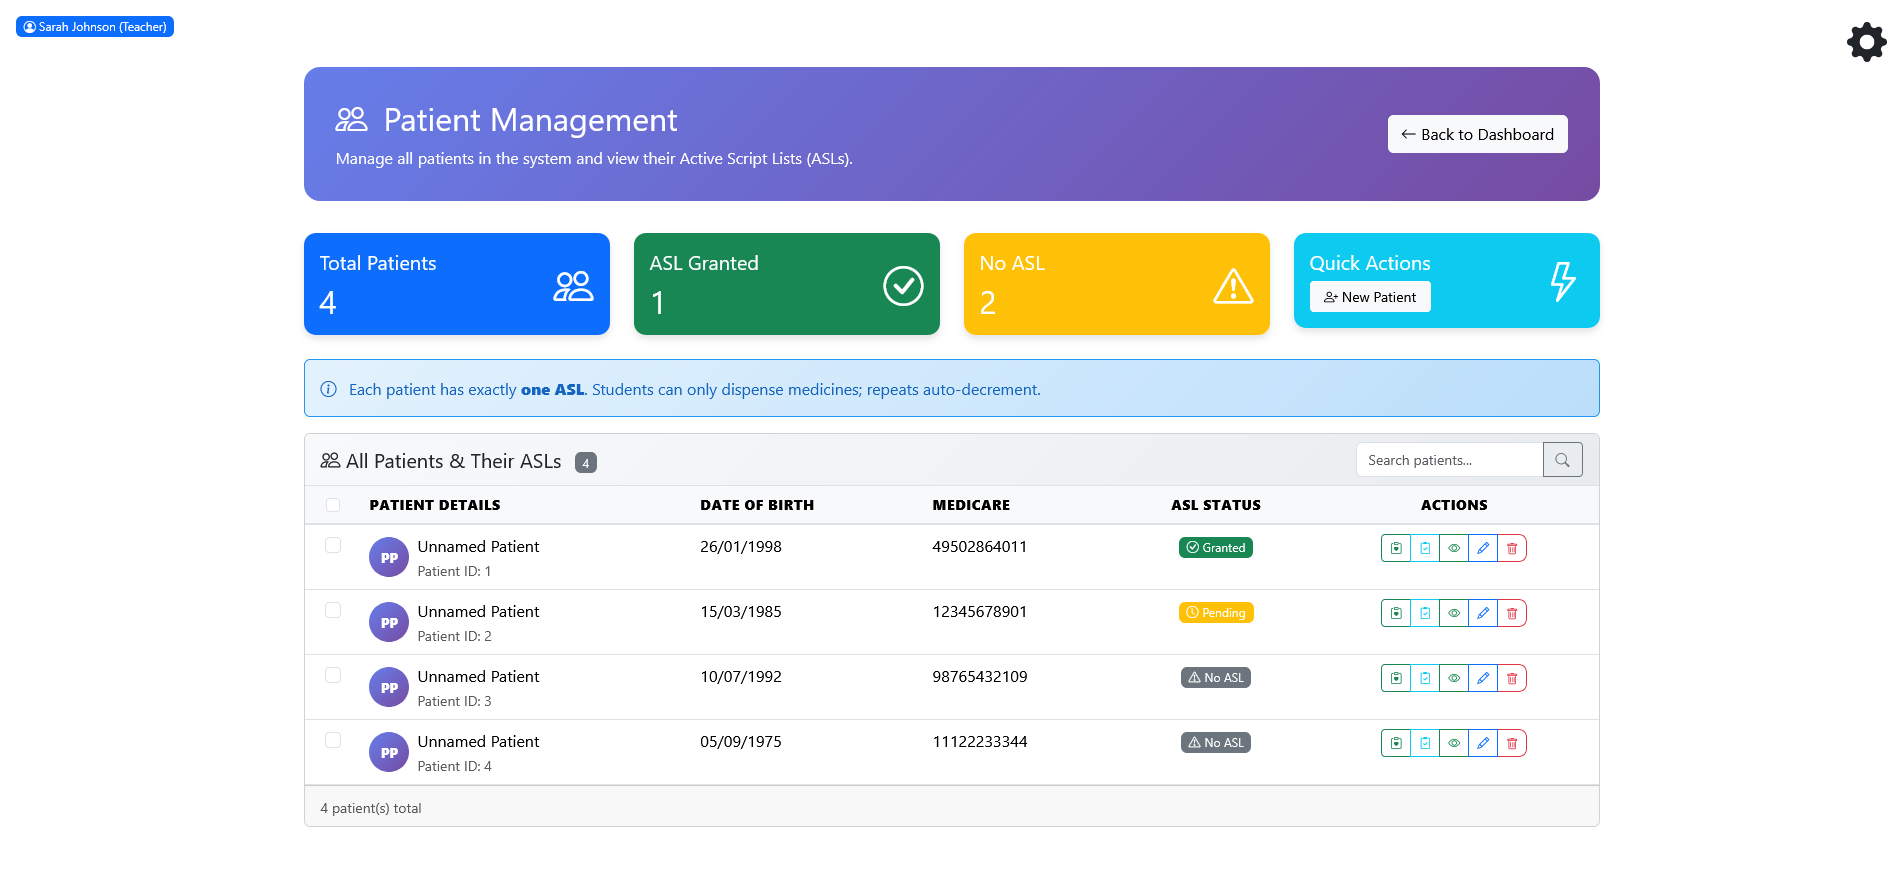 Sarah Johnson (Teacher)
Patient Management
Manage all patients in the system and view their Active Script Lists (ASLs).
Back to Dashboard
Total Patients
4
ASL Granted
1
No ASL
2
Quick Actions
New Patient
Each patient has exactly one ASL. Students can only dispense medicines; repeats auto-decrement.
All Patients & Their ASLs 4
Search patients...
PATIENT DETAILS DATE OF BIRTH MEDICARE ASL STATUS ACTIONS
PP Unnamed Patient 26/01/1998 49502864011 Granted
Patient ID: 1
PP Unnamed Patient 15/03/1985 12345678901 Pending
Patient ID: 2
PP Unnamed Patient 10/07/1992 98765432109 No ASL
Patient ID: 3
PP Unnamed Patient 05/09/1975 11122233344 No ASL
Patient ID: 4
4 patient(s) total